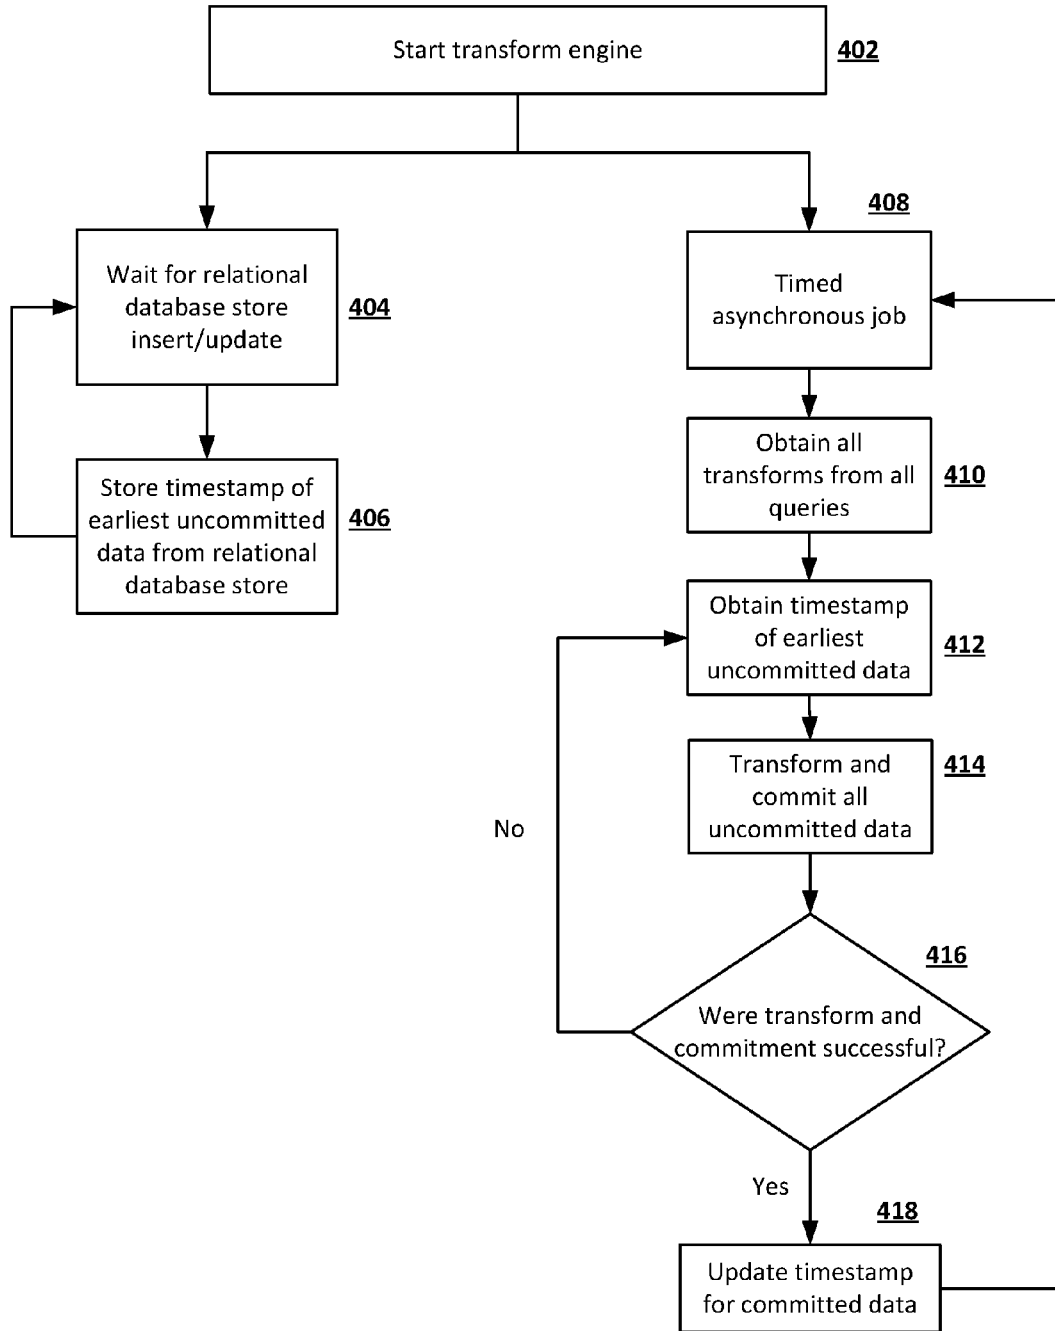 Start transform engine
402
408
Wait for relational
database store
insert/update
404
Timed
asynchronous job
Store timestamp of
earliest uncommitted
data from relational
database store
406
Obtain all
transforms from all
queries
410
Obtain timestamp
of earliest
uncommitted data
412
Transform and
commit all
uncommitted data
414
No
416
Were transform and
commitment successful?
Yes
418
Update timestamp
for committed data